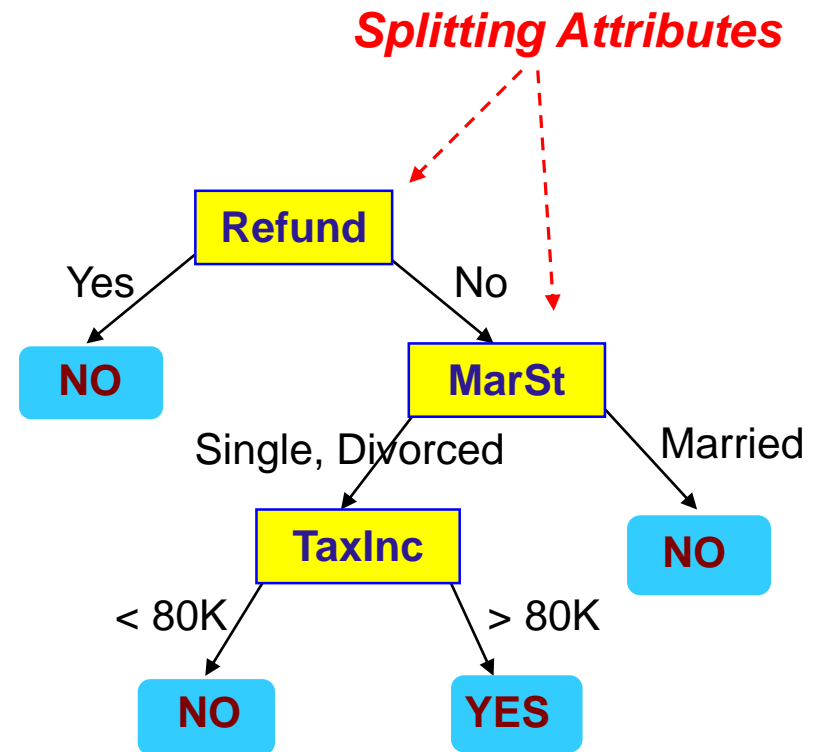 Splitting Attributes
Refund
Yes
No
NO
MarSt
Single, Divorced
Married
TaxInc
NO
< 80K
> 80K
NO
YES